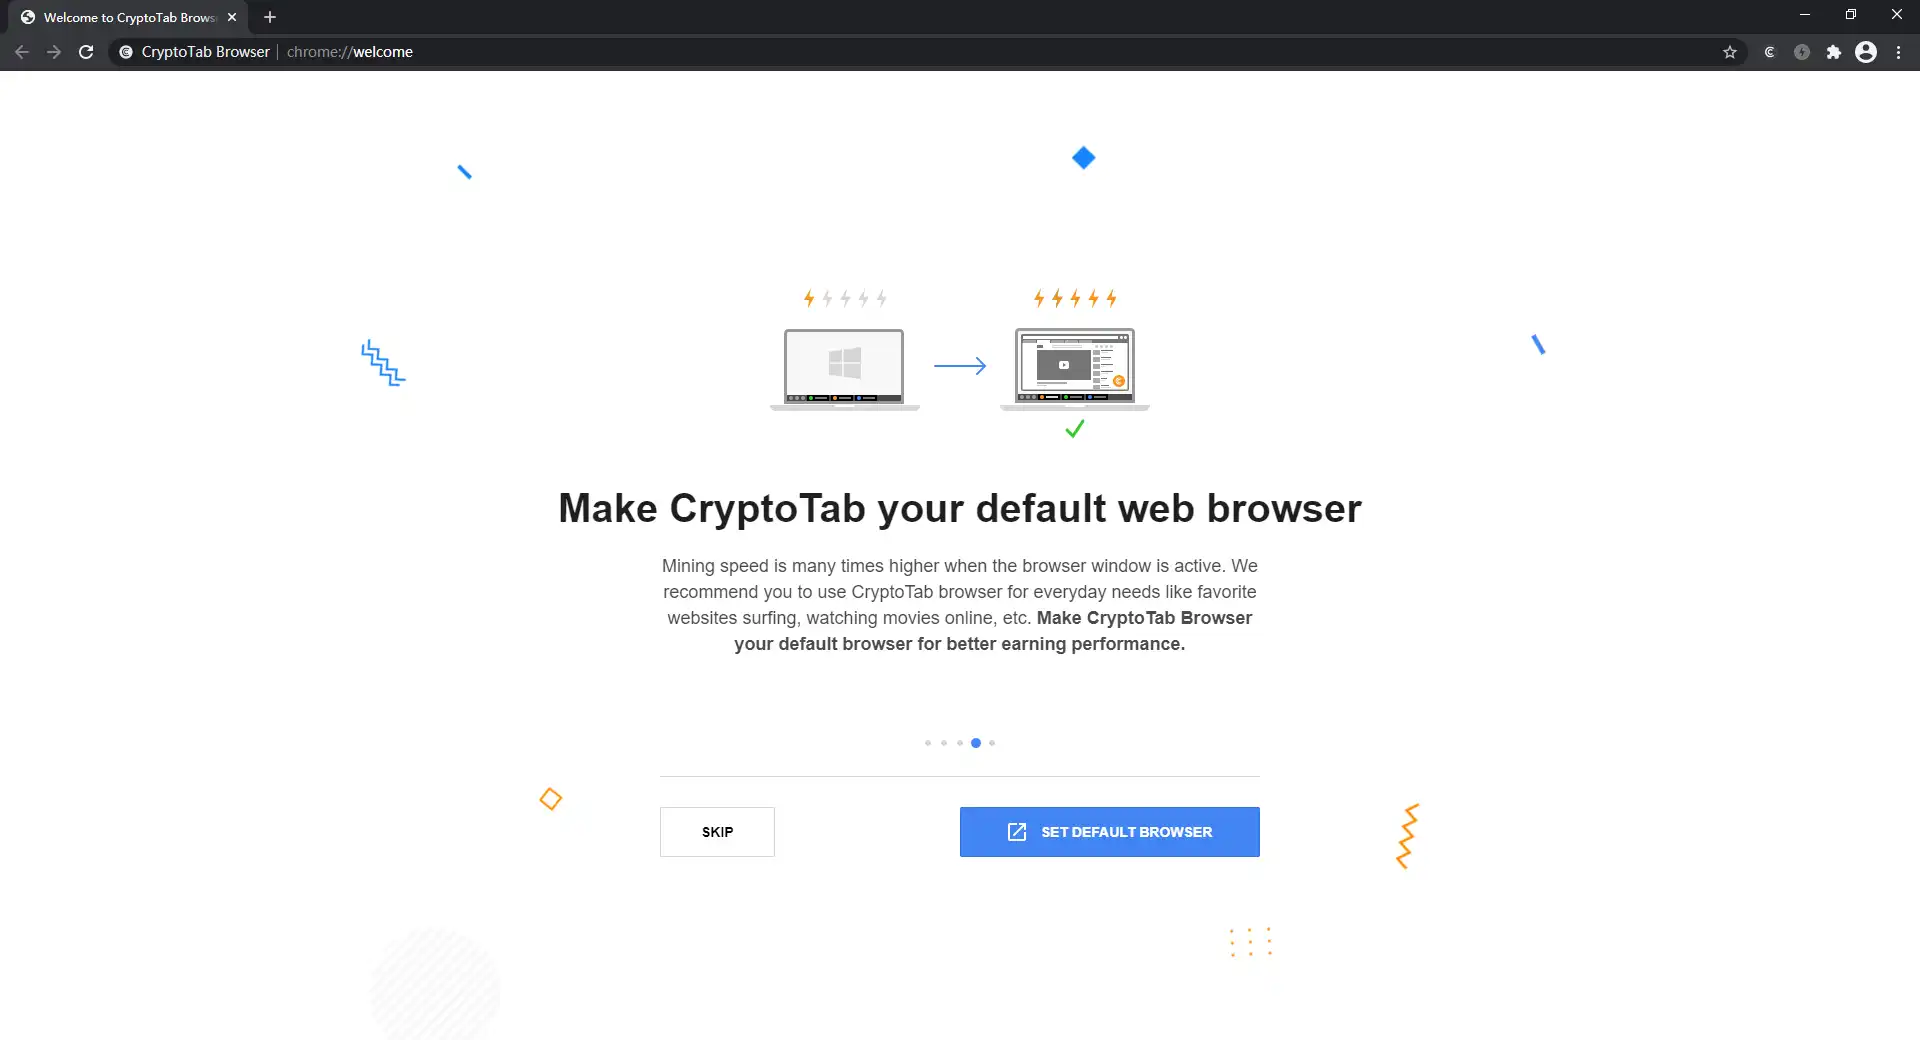 Welcome to CryptoTab Brows
CryptoTab Browser
chrome://welcome
Make CryptoTab your default web browser
Mining speed is many times higher when the browser window is active. We
recommend you to use CryptoTab browser for everyday needs like favorite
websites surfing, watching movies online, etc. Make CryptoTab Browser
your default browser for better earning performance.
SKIP
SET DEFAULT BROWSER